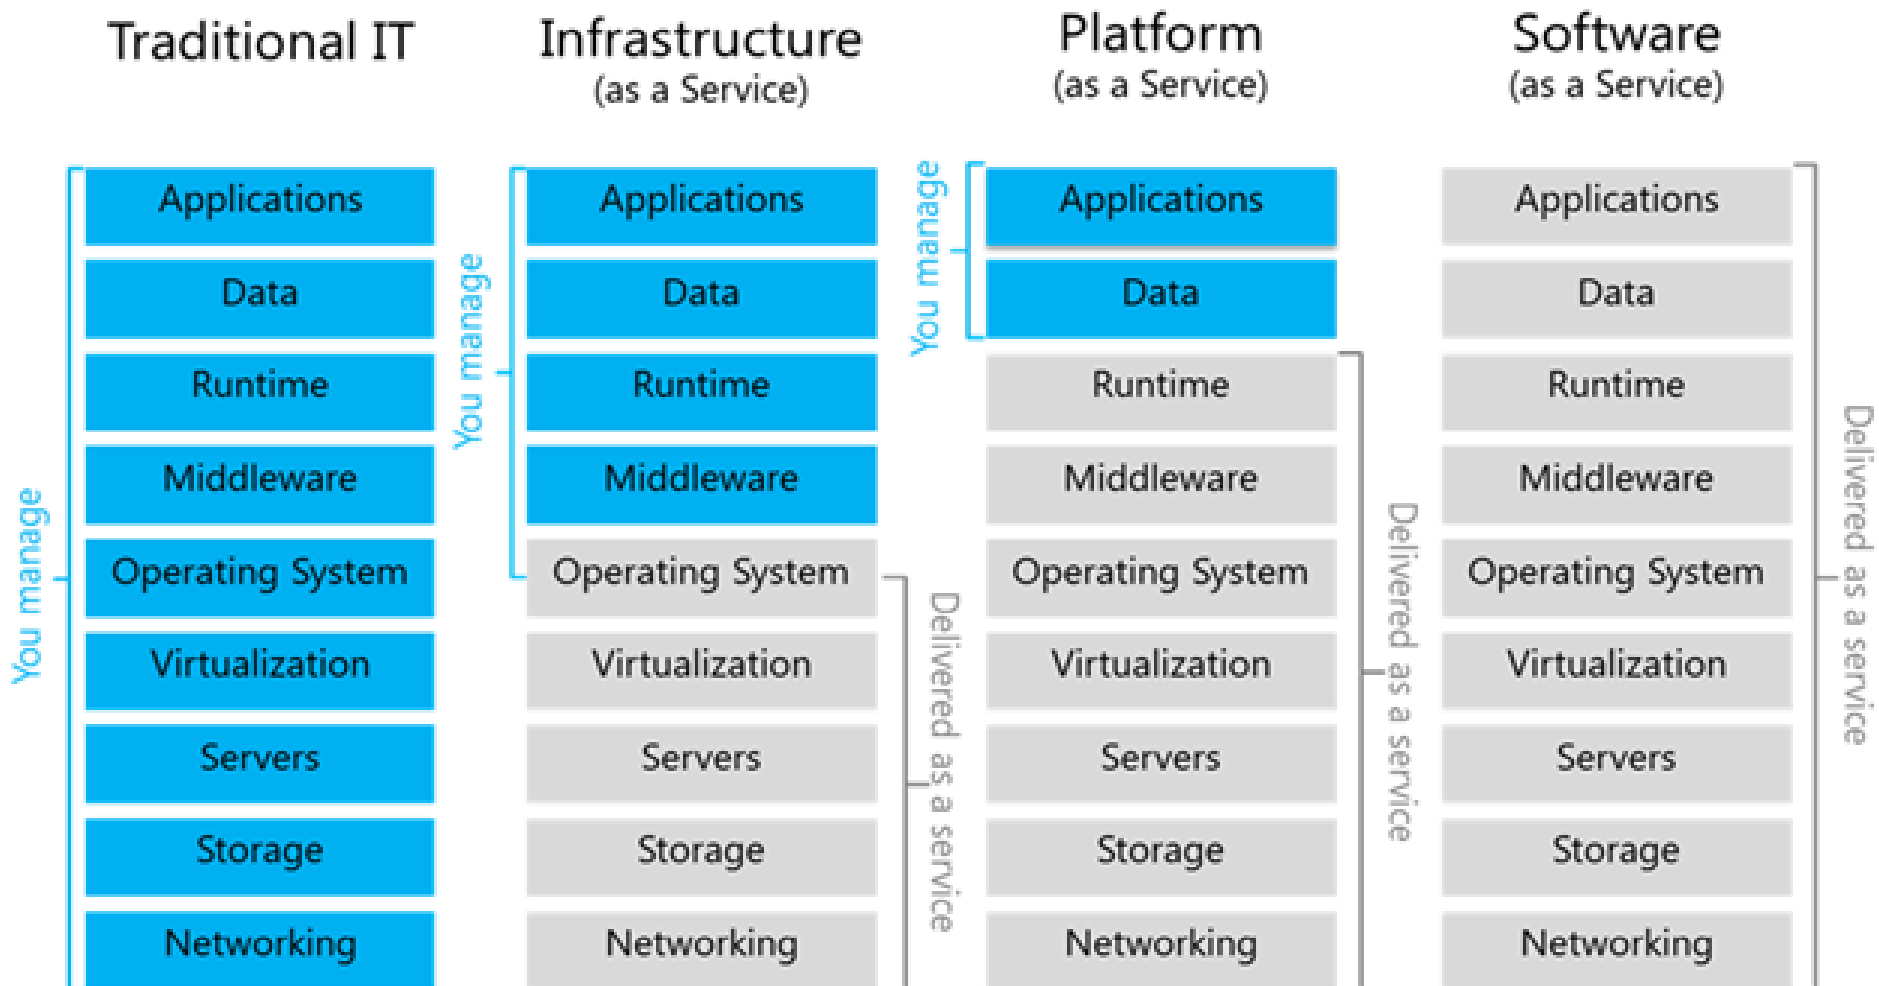 Traditional IT
Infrastructure
(as a Service)
Platform
(as a Service)
Software
(as a Service)
You manage
Applications
Data
Runtime
Middleware
Operating System
Virtualization
Servers
Storage
Networking
You manage
Applications
Data
Runtime
Middleware
Operating System
Virtualization
Servers
Storage
Networking
Delivered as a service
You manage
Applications
Data
Runtime
Middleware
Operating System
Virtualization
Servers
Storage
Networking
Delivered as a service
Applications
Data
Runtime
Middleware
Operating System
Virtualization
Servers
Storage
Networking
Delivered as a service